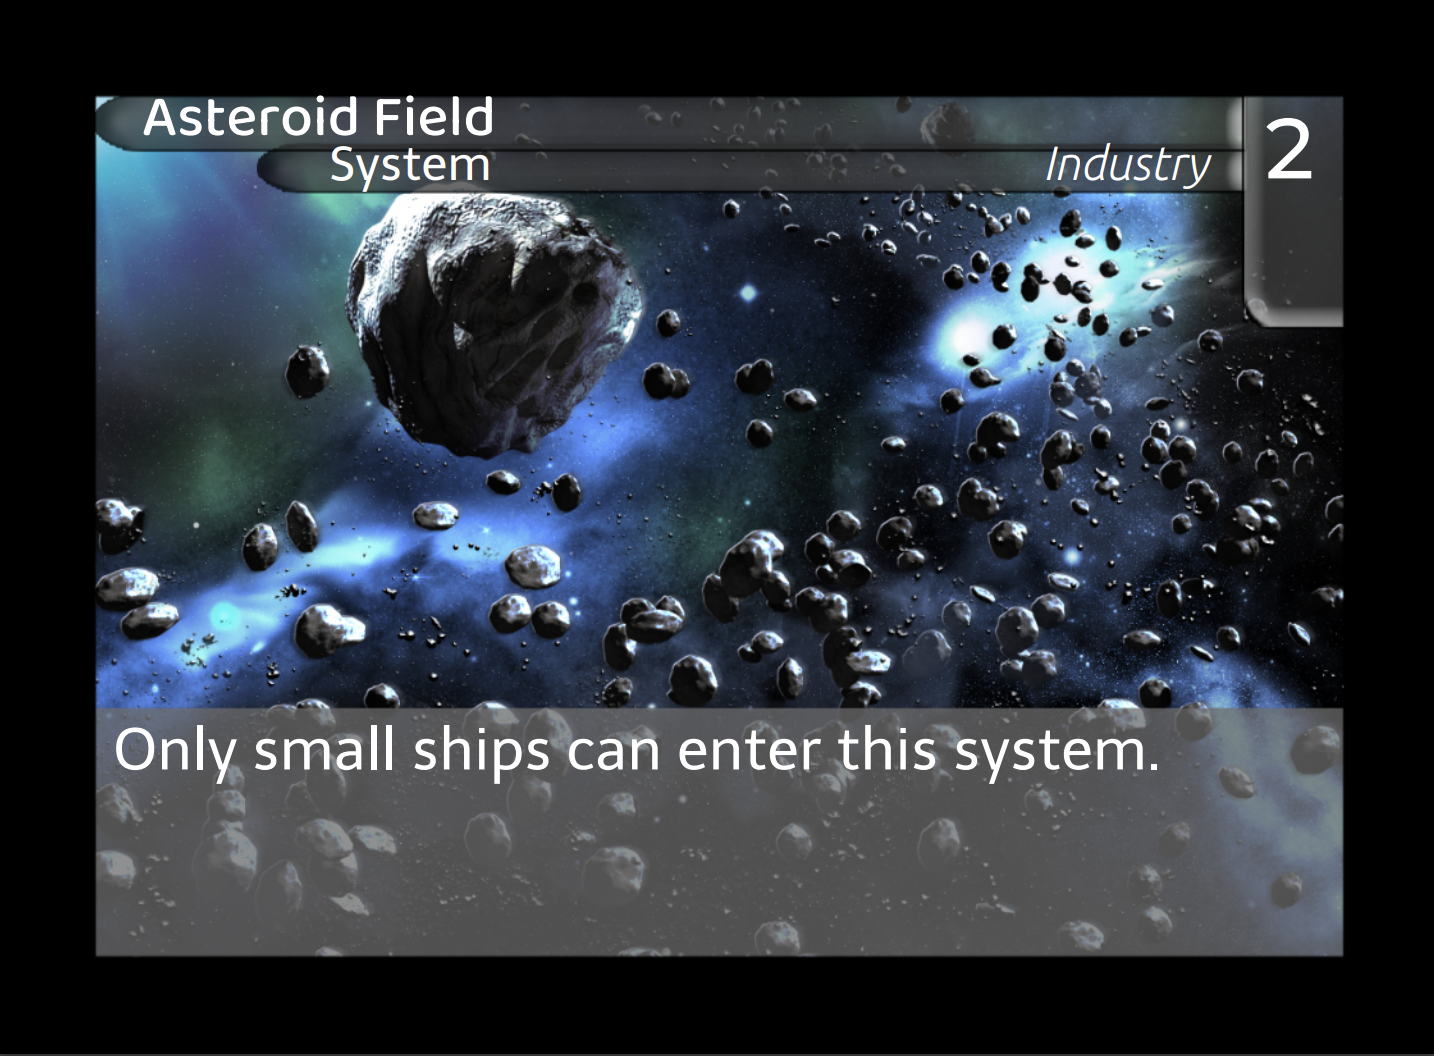 Asteroid Field
System
Industry
2
Only small ships can enter this system.